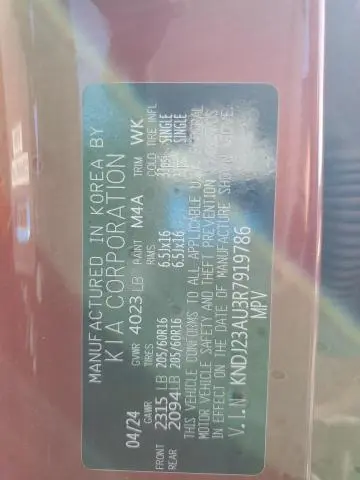 MANUFACTURED IN KOREA BY
KIA CORPORATION
04/24 GVWR 4023 LB PAINT M4A TRIM WK
GAWR TIRES RIMS COLD TIRE INFL
FRONT 2315 LB 205/60R16 6.5Jx16 SINGLE
REAR 2094 LB 205/60R16 6.5Jx16 SINGLE
THIS VEHICLE CONFORMS TO ALL APPLICABLE U.S. FEDERAL
MOTOR VEHICLE SAFETY AND THEFT PREVENTION
IN EFFECT ON THE DATE OF MANUFACTURE SHOWN ABOVE.
V.I.N. KNDJ23AU3R7919786
MPV